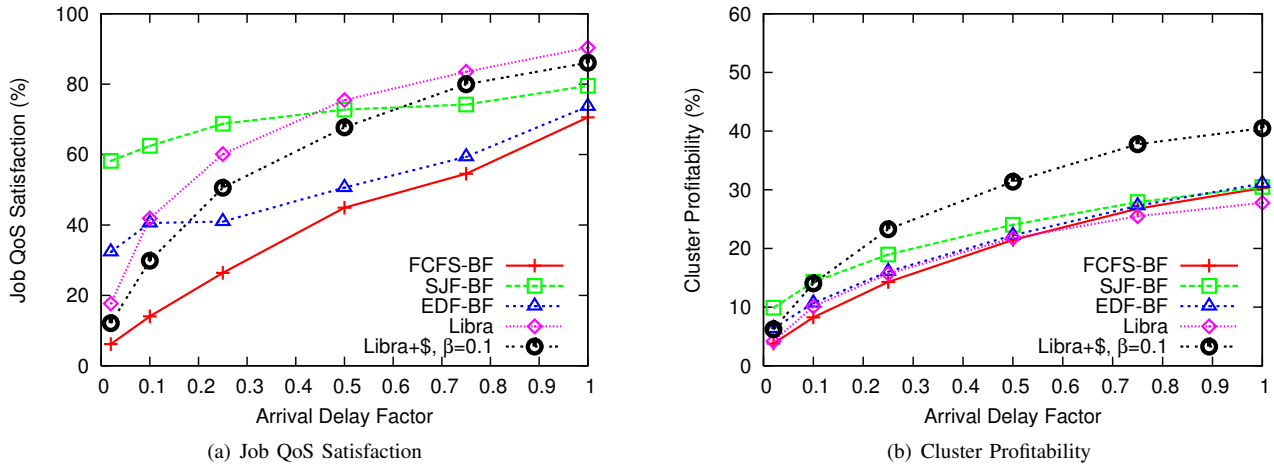 100
80
60
40
20
0
Job QoS Satisfaction (%)
FCFS-BF
SJF-BF
EDF-BF
Libra
Libra+$, β=0.1
0 0.1 0.2 0.3 0.4 0.5 0.6 0.7 0.8 0.9 1
Arrival Delay Factor
(a) Job QoS Satisfaction
60
50
40
30
20
10
0
Cluster Profitability (%)
FCFS-BF
SJF-BF
EDF-BF
Libra
Libra+$, β=0.1
0 0.1 0.2 0.3 0.4 0.5 0.6 0.7 0.8 0.9 1
Arrival Delay Factor
(b) Cluster Profitability